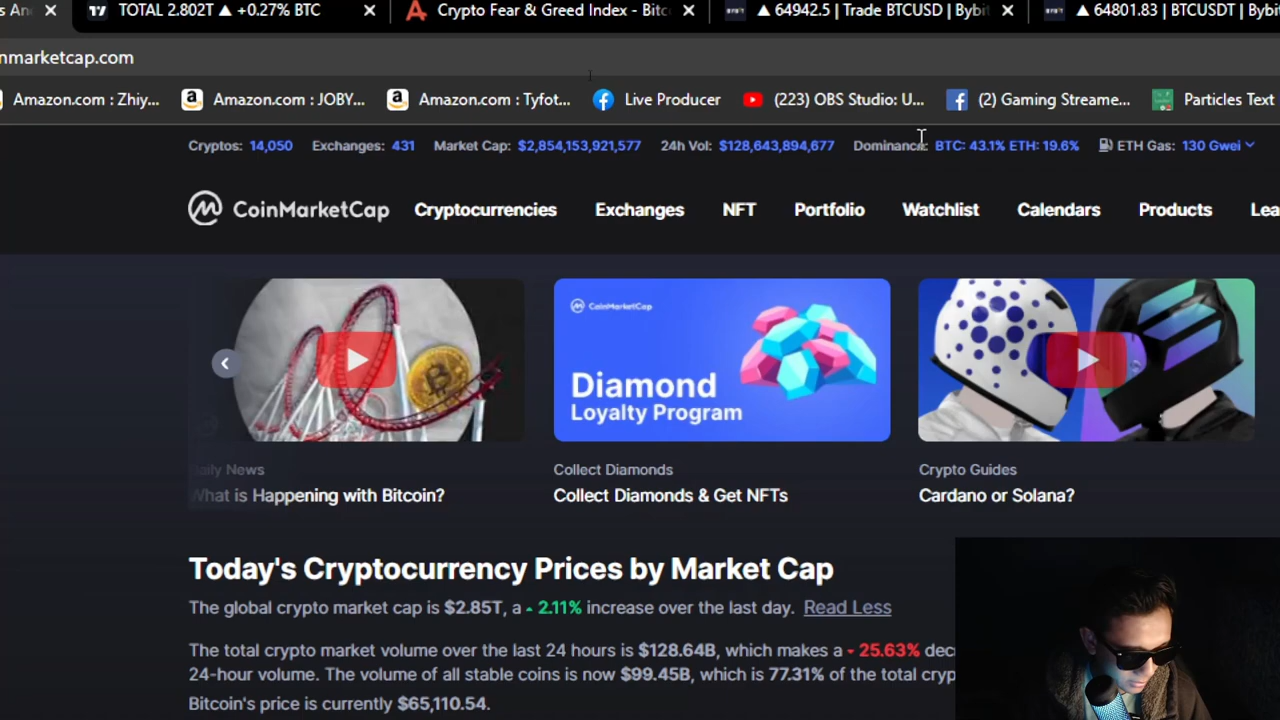 TOTAL 2.802T ▲ +0.27% BTC
Crypto Fear & Greed Index - Bitc
▲ 64942.5 | Trade BTCUSD | Bybit
▲ 64801.83 | BTCUSDT | Bybit
nmarketcap.com
Amazon.com : Zhiy...
Amazon.com : JOBY...
Amazon.com : Tyfot...
Live Producer
(223) OBS Studio: U...
(2) Gaming Streame...
Particles Text
Cryptos: 14,050 Exchanges: 431 Market Cap: $2,854,153,921,577 24h Vol: $128,643,894,677 Dominance: BTC: 43.1% ETH: 19.6% ETH Gas: 130 Gwei
CoinMarketCap Cryptocurrencies Exchanges NFT Portfolio Watchlist Calendars Products Lea
CoinMarketCap
Diamond
Loyalty Program
Daily News
What is Happening with Bitcoin?
Collect Diamonds
Collect Diamonds & Get NFTs
Crypto Guides
Cardano or Solana?
Today's Cryptocurrency Prices by Market Cap
The global crypto market cap is $2.85T, a 2.11% increase over the last day. Read Less
The total crypto market volume over the last 24 hours is $128.64B, which makes a 25.63% dec
24-hour volume. The volume of all stable coins is now $99.45B, which is 77.31% of the total cryp
Bitcoin's price is currently $65,110.54.